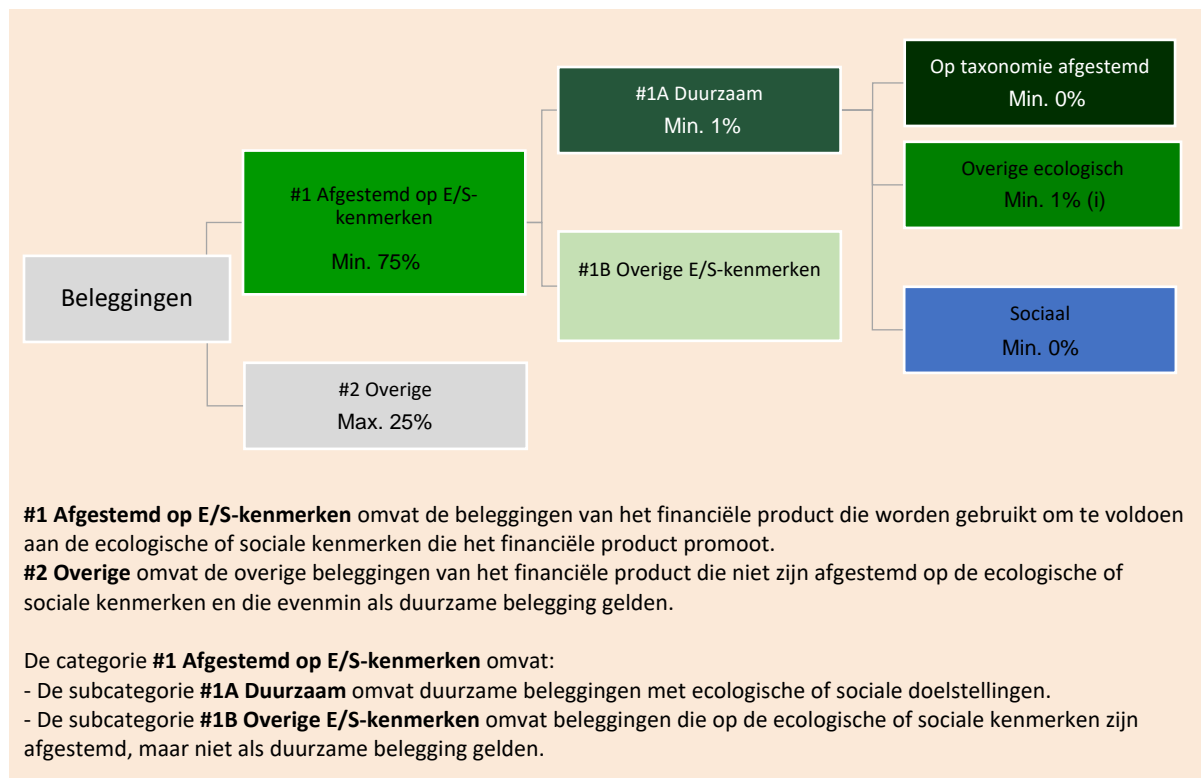 Beleggingen
#1 Afgestemd op E/S-
kenmerken
Min. 75%
#2 Overige
Max. 25%
#1A Duurzaam
Min. 1%
#1B Overige E/S-kenmerken
Op taxonomie afgestemd
Min. 0%
Overige ecologisch
Min. 1% (i)
Sociaal
Min. 0%
#1 Afgestemd op E/S-kenmerken omvat de beleggingen van het financiële product die worden gebruikt om te voldoen
aan de ecologische of sociale kenmerken die het financiële product promoot.
#2 Overige omvat de overige beleggingen van het financiële product die niet zijn afgestemd op de ecologische of
sociale kenmerken en die evenmin als duurzame belegging gelden.
De categorie #1 Afgestemd op E/S-kenmerken omvat:
- De subcategorie #1A Duurzaam omvat duurzame beleggingen met ecologische of sociale doelstellingen.
- De subcategorie #1B Overige E/S-kenmerken omvat beleggingen die op de ecologische of sociale kenmerken zijn
afgestemd, maar niet als duurzame belegging gelden.